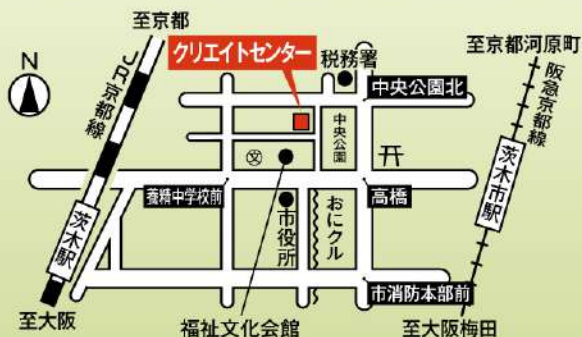 至京都
N
JR京都線
クリエイトセンター
税務署
至京都河原町
阪急京都線
中央公園北
中央公園
文
茨木市駅
養精中学校前
高橋
茨木駅
市役所
おにクル
市消防本部前
至大阪
福祉文化会館
至大阪梅田